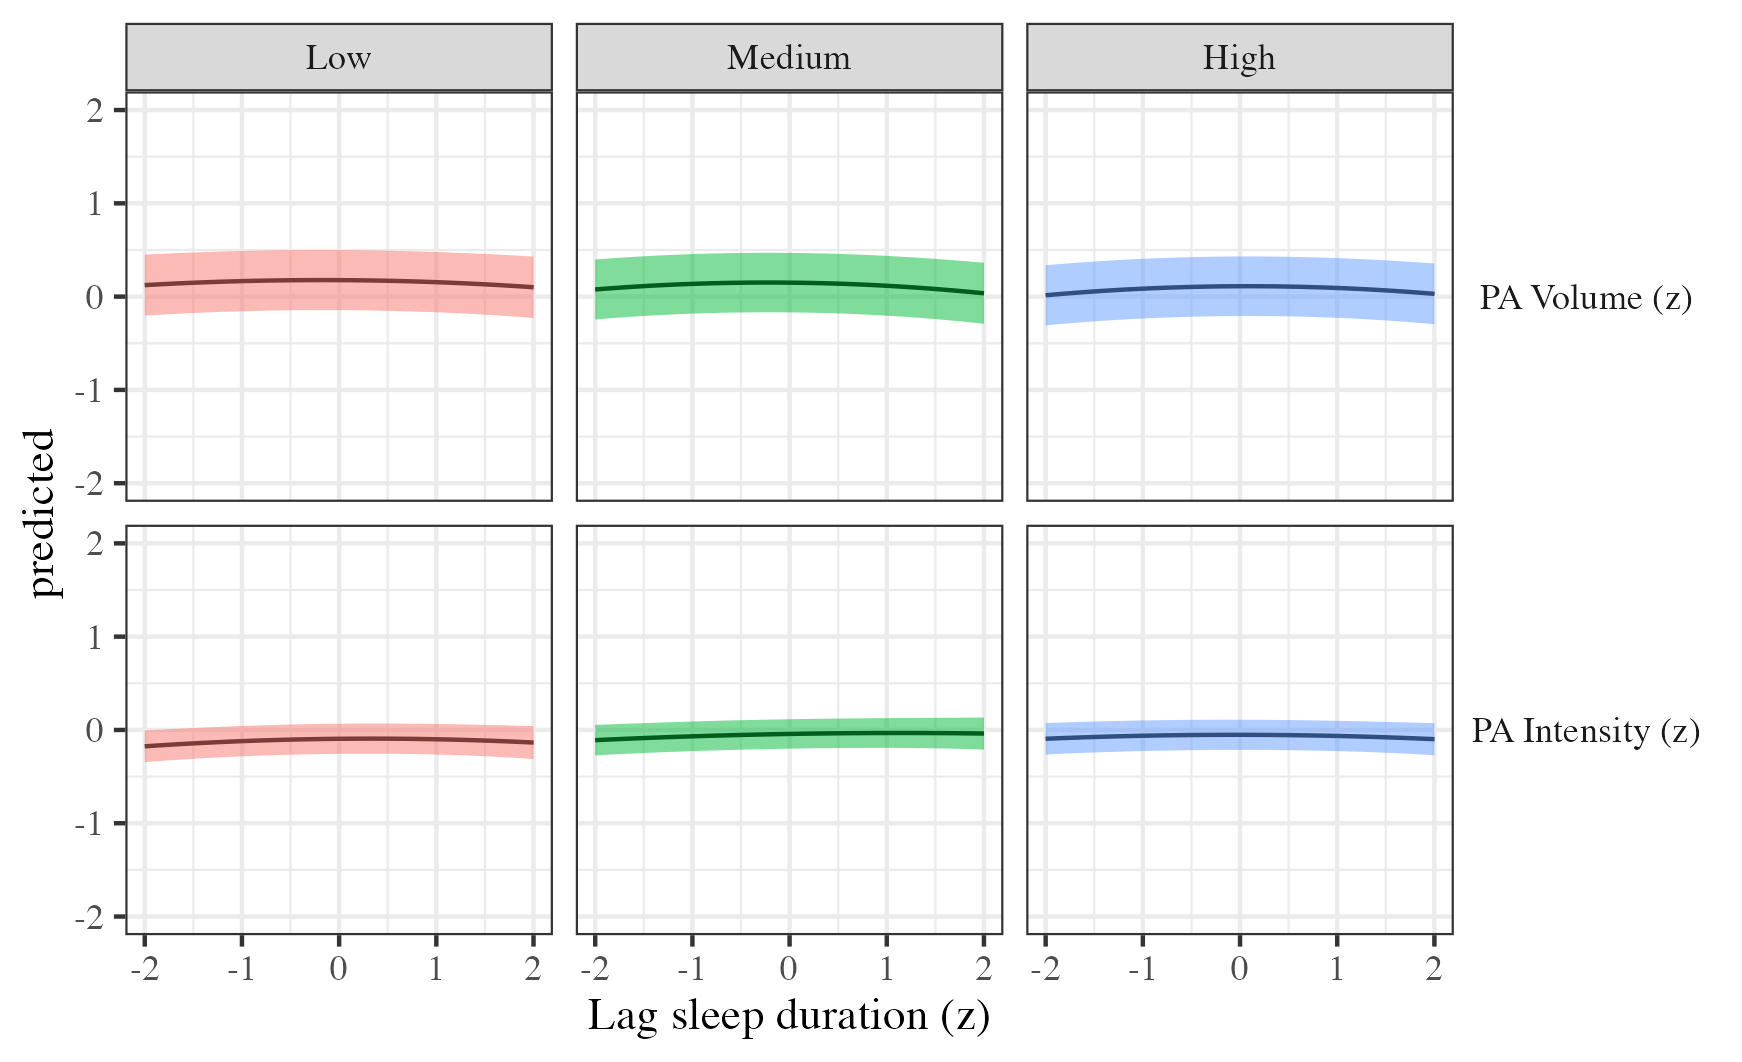 Low Medium High
2
1
0
-1
-2
PA Volume (z)
predicted
2
1
0
-1
-2
PA Intensity (z)
-2 -1 0 1 2 -2 -1 0 1 2 -2 -1 0 1 2
Lag sleep duration (z)